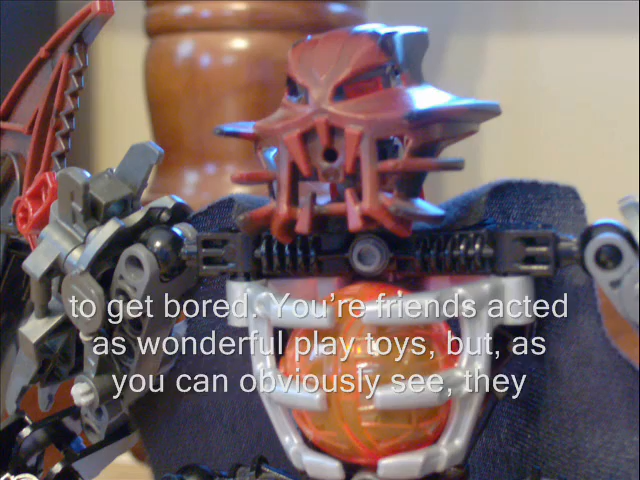 to get bored. You're friends acted
as wonderful play toys, but, as
you can obviously see, they